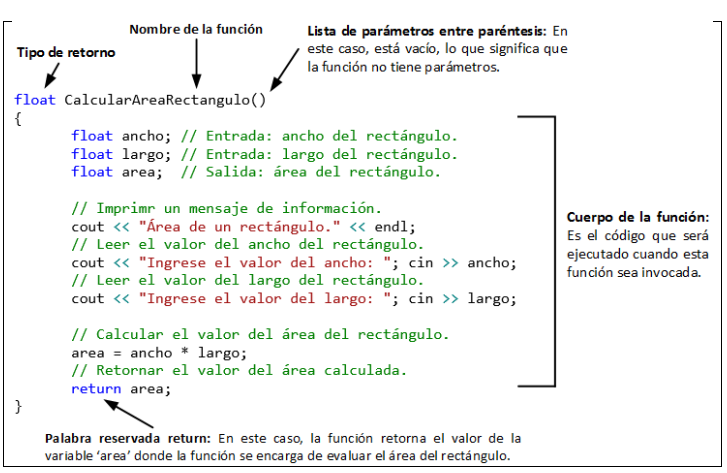 Nombre de la función
Lista de parámetros entre paréntesis: En
este caso, está vacío, lo que significa que
la función no tiene parámetros.
Tipo de retorno
float CalcularAreaRectangulo()
{
float ancho; // Entrada: ancho del rectángulo.
float largo; // Entrada: largo del rectángulo.
float area;  // Salida: área del rectángulo.
// Imprimr un mensaje de información.
cout << "Área de un rectángulo." << endl;
// Leer el valor del ancho del rectángulo.
cout << "Ingrese el valor del ancho: "; cin >> ancho;
// Leer el valor del largo del rectángulo.
cout << "Ingrese el valor del largo: "; cin >> largo;
// Calcular el valor del área del rectángulo.
area = ancho * largo;
// Retornar el valor del área calculada.
return area;
}
Cuerpo de la función:
Es el código que será
ejecutado cuando esta
función sea invocada.
Palabra reservada return: En este caso, la función retorna el valor de la
variable ‘area’ donde la función se encarga de evaluar el área del rectángulo.